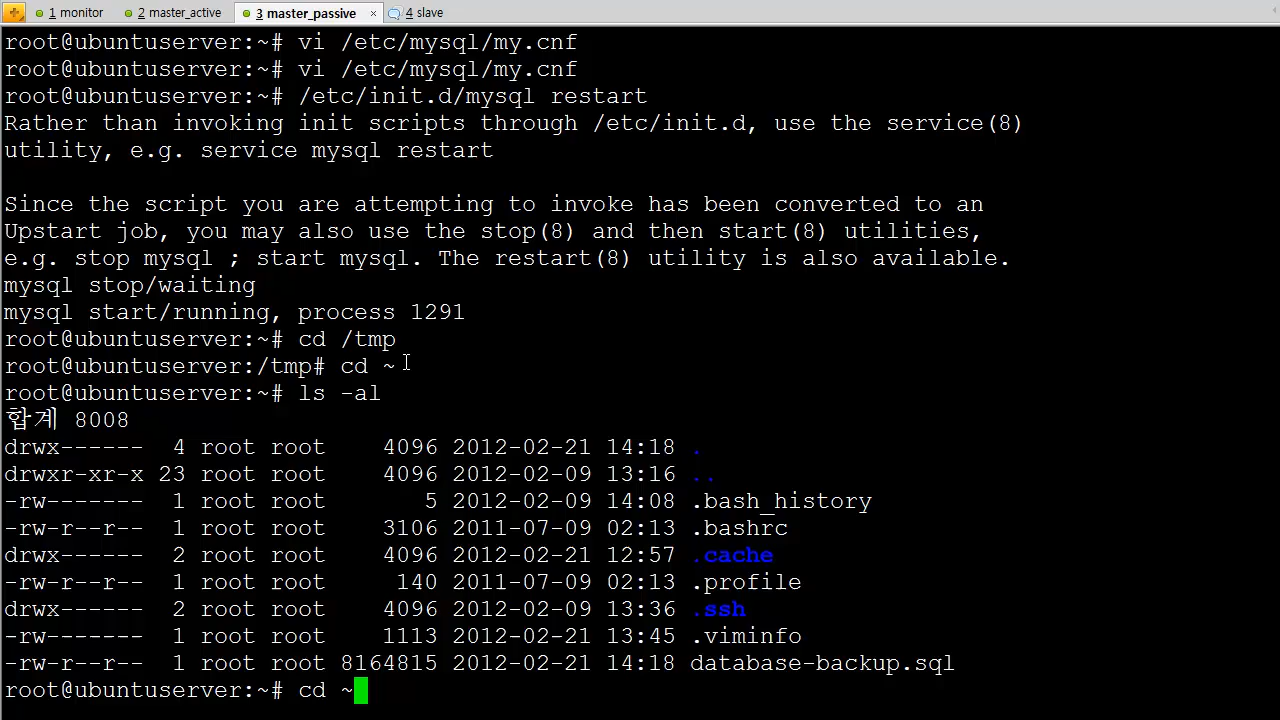 1 monitor 2 master_active 3 master_passive × 4 slave
root@ubuntuserver:~# vi /etc/mysql/my.cnf
root@ubuntuserver:~# vi /etc/mysql/my.cnf
root@ubuntuserver:~# /etc/init.d/mysql restart
Rather than invoking init scripts through /etc/init.d, use the service(8)
utility, e.g. service mysql restart
Since the script you are attempting to invoke has been converted to an
Upstart job, you may also use the stop(8) and then start(8) utilities,
e.g. stop mysql ; start mysql. The restart(8) utility is also available.
mysql stop/waiting
mysql start/running, process 1291
root@ubuntuserver:~# cd /tmp
root@ubuntuserver:/tmp# cd ~
root@ubuntuserver:~# ls -al
합계 8008
drwx------  4 root root    4096 2012-02-21 14:18 .
drwxr-xr-x 23 root root    4096 2012-02-09 13:16 ..
-rw-------  1 root root       5 2012-02-09 14:08 .bash_history
-rw-r--r--  1 root root    3106 2011-07-09 02:13 .bashrc
drwx------  2 root root    4096 2012-02-21 12:57 .cache
-rw-r--r--  1 root root     140 2011-07-09 02:13 .profile
drwx------  2 root root    4096 2012-02-09 13:36 .ssh
-rw-------  1 root root    1113 2012-02-21 13:45 .viminfo
-rw-r--r--  1 root root 8164815 2012-02-21 14:18 database-backup.sql
root@ubuntuserver:~# cd ~